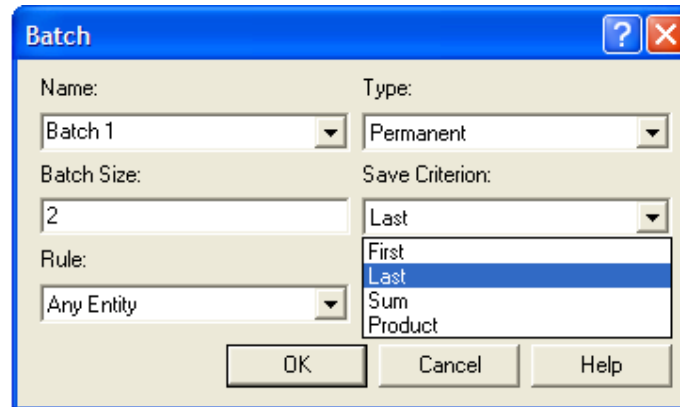 Batch
Name:
Type:
Batch 1
Permanent
Batch Size:
Save Criterion:
2
Last
Rule:
First
Last
Any Entity
Sum
Product
OK
Cancel
Help